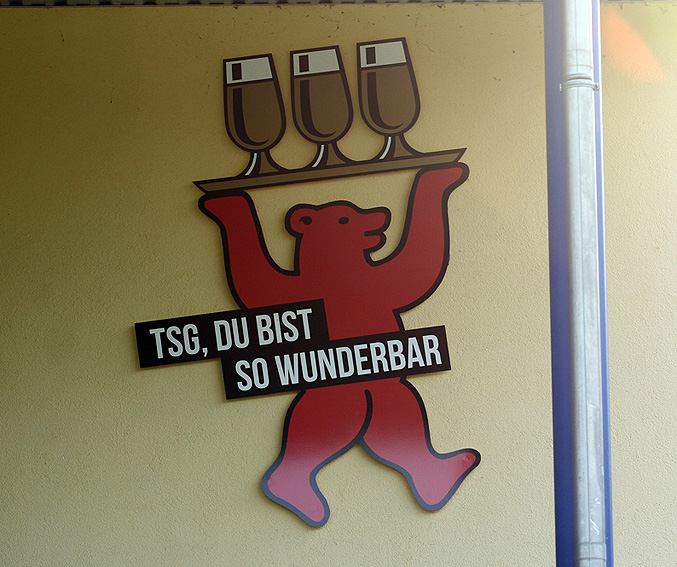 TSG, DU BIST
SO WUNDERBAR